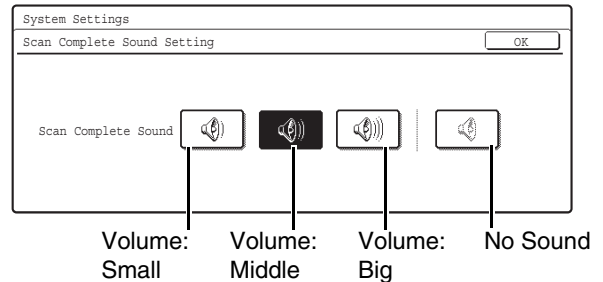 System Settings
Scan Complete Sound Setting OK
Scan Complete Sound
Volume: Small
Volume: Middle
Volume: Big
No Sound